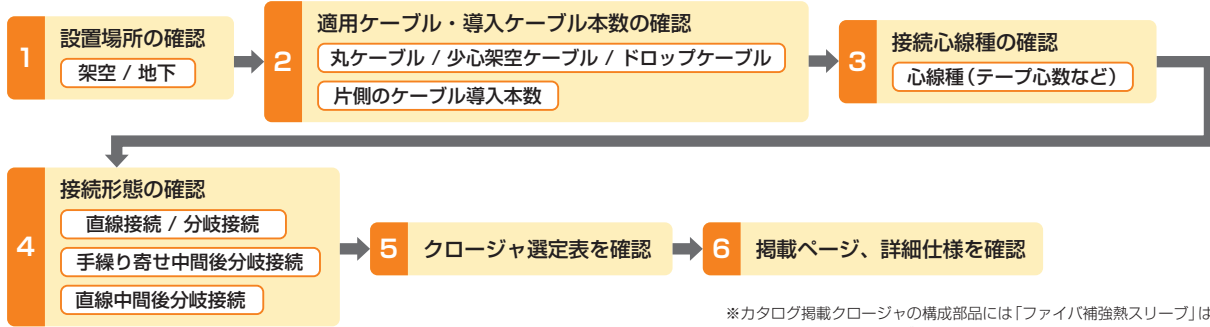 1
設置場所の確認
架空 / 地下
2
適用ケーブル・導入ケーブル本数の確認
丸ケーブル / 少心架空ケーブル / ドロップケーブル
片側のケーブル導入本数
3
接続心線種の確認
心線種（テープ心数など）
4
接続形態の確認
直線接続 / 分岐接続
手繰り寄せ中間後分岐接続
直線中間後分岐接続
5
クロージャ選定表を確認
6
掲載ページ、詳細仕様を確認
※カタログ掲載クロージャの構成部品には「ファイバ補強熱スリーブ」は